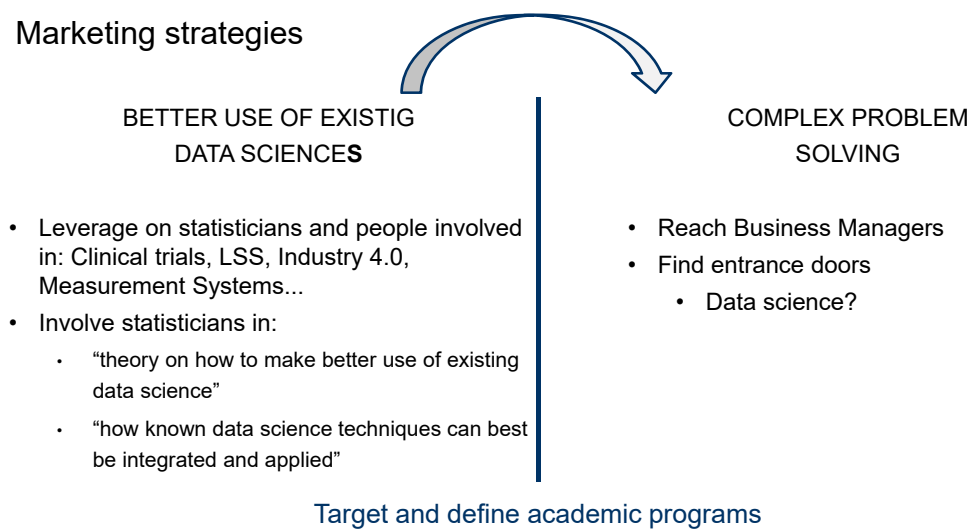 Marketing strategies
BETTER USE OF EXISTIG
DATA SCIENCES
• Leverage on statisticians and people involved
in: Clinical trials, LSS, Industry 4.0,
Measurement Systems...
• Involve statisticians in:
• “theory on how to make better use of existing
data science”
• “how known data science techniques can best
be integrated and applied”
COMPLEX PROBLEM
SOLVING
• Reach Business Managers
• Find entrance doors
• Data science?
Target and define academic programs